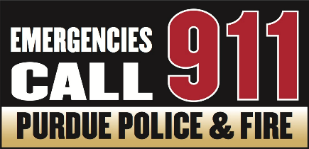 EMERGENCIES
CALL 911
PURDUE POLICE & FIRE